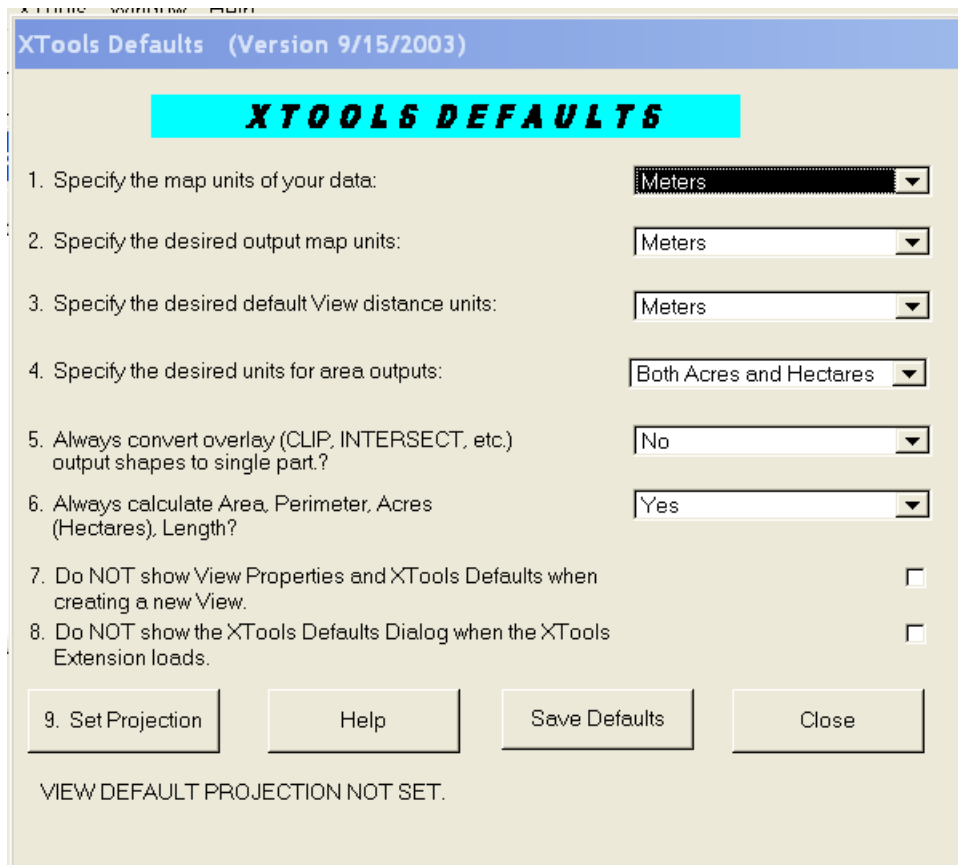 XTools Window Help
XTools Defaults (Version 9/15/2003)
XTOOLS DEFAULTS
1. Specify the map units of your data:
Meters
2. Specify the desired output map units:
Meters
3. Specify the desired default View distance units:
Meters
4. Specify the desired units for area outputs:
Both Acres and Hectares
5. Always convert overlay (CLIP, INTERSECT, etc.)
output shapes to single part.?
No
6. Always calculate Area, Perimeter, Acres
(Hectares), Length?
Yes
7. Do NOT show View Properties and XTools Defaults when
creating a new View.
8. Do NOT show the XTools Defaults Dialog when the XTools
Extension loads.
9. Set Projection
Help
Save Defaults
Close
VIEW DEFAULT PROJECTION NOT SET.